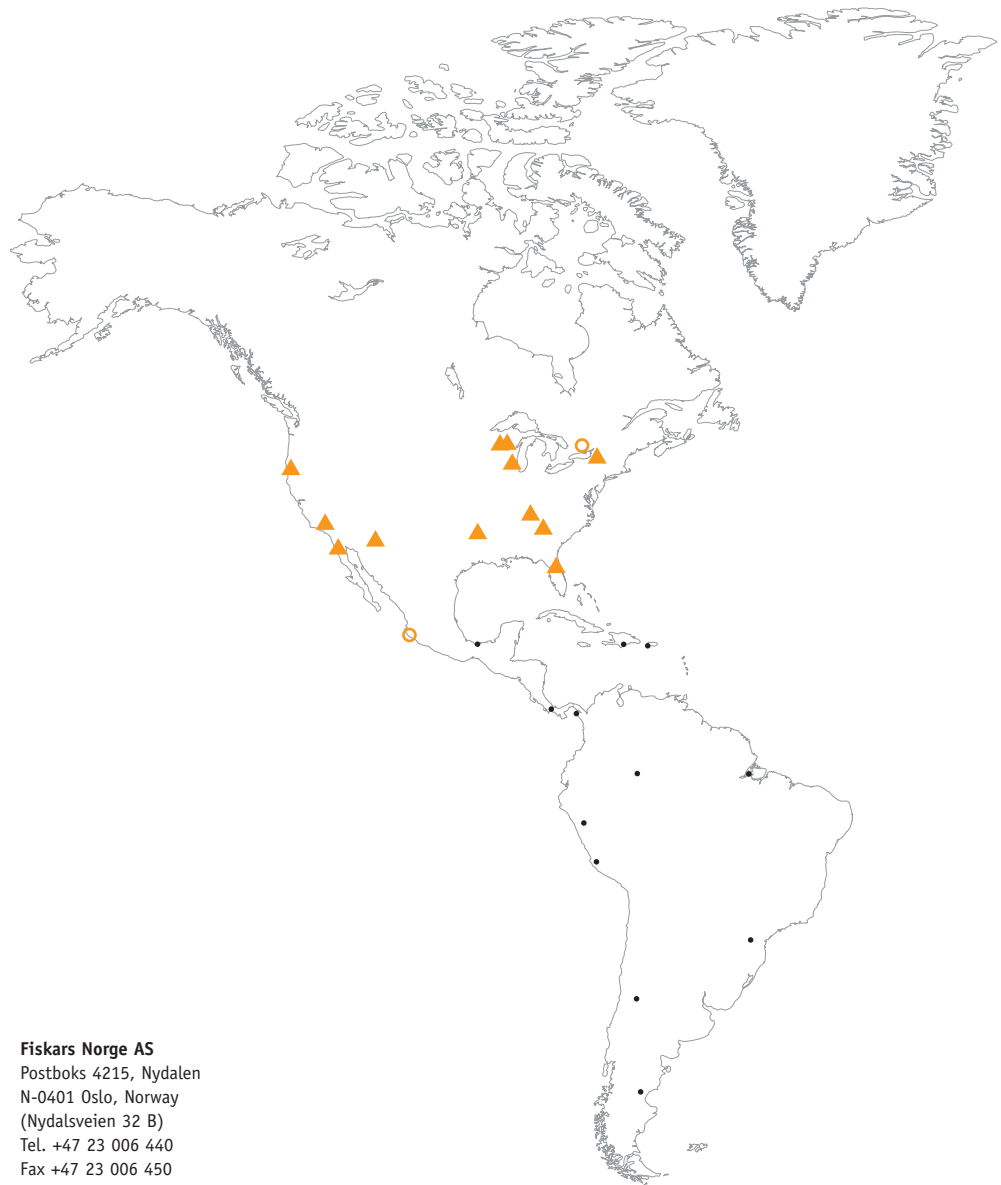 Fiskars Norge AS
Postboks 4215, Nydalen
N-0401 Oslo, Norway
(Nydalsveien 32 B)
Tel. +47 23 006 440
Fax +47 23 006 450